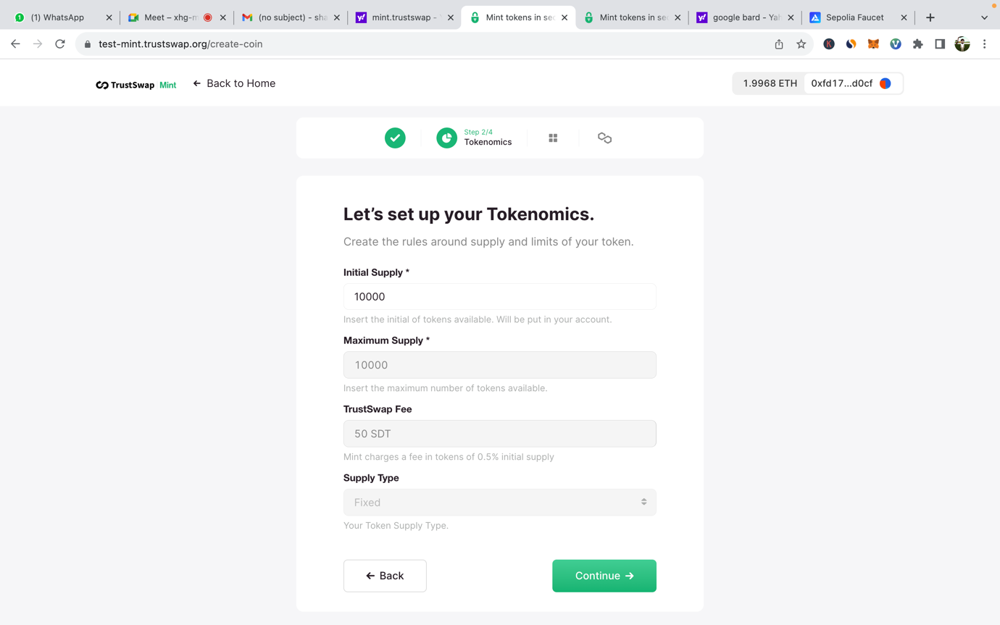 (1) WhatsApp
Meet – xhg-m
(no subject) - sha
mint.trustswap -
Mint tokens in sec
Mint tokens in sec
google bard - Yah
Sepolia Faucet
test-mint.trustswap.org/create-coin
TrustSwap Mint
Back to Home
1.9968 ETH
0xfd17...d0cf
Step 2/4
Tokenomics
Let's set up your Tokenomics.
Create the rules around supply and limits of your token.
Initial Supply *
10000
Insert the initial of tokens available. Will be put in your account.
Maximum Supply *
10000
Insert the maximum number of tokens available.
TrustSwap Fee
50 SDT
Mint charges a fee in tokens of 0.5% initial supply
Supply Type
Fixed
Your Token Supply Type.
Back
Continue